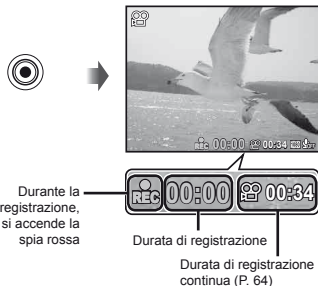 REC 00:00 00:34
Durante la
registrazione,
si accende la
spia rossa
REC 00:00 00:34
Durata di registrazione
Durata di registrazione
continua (P. 64)